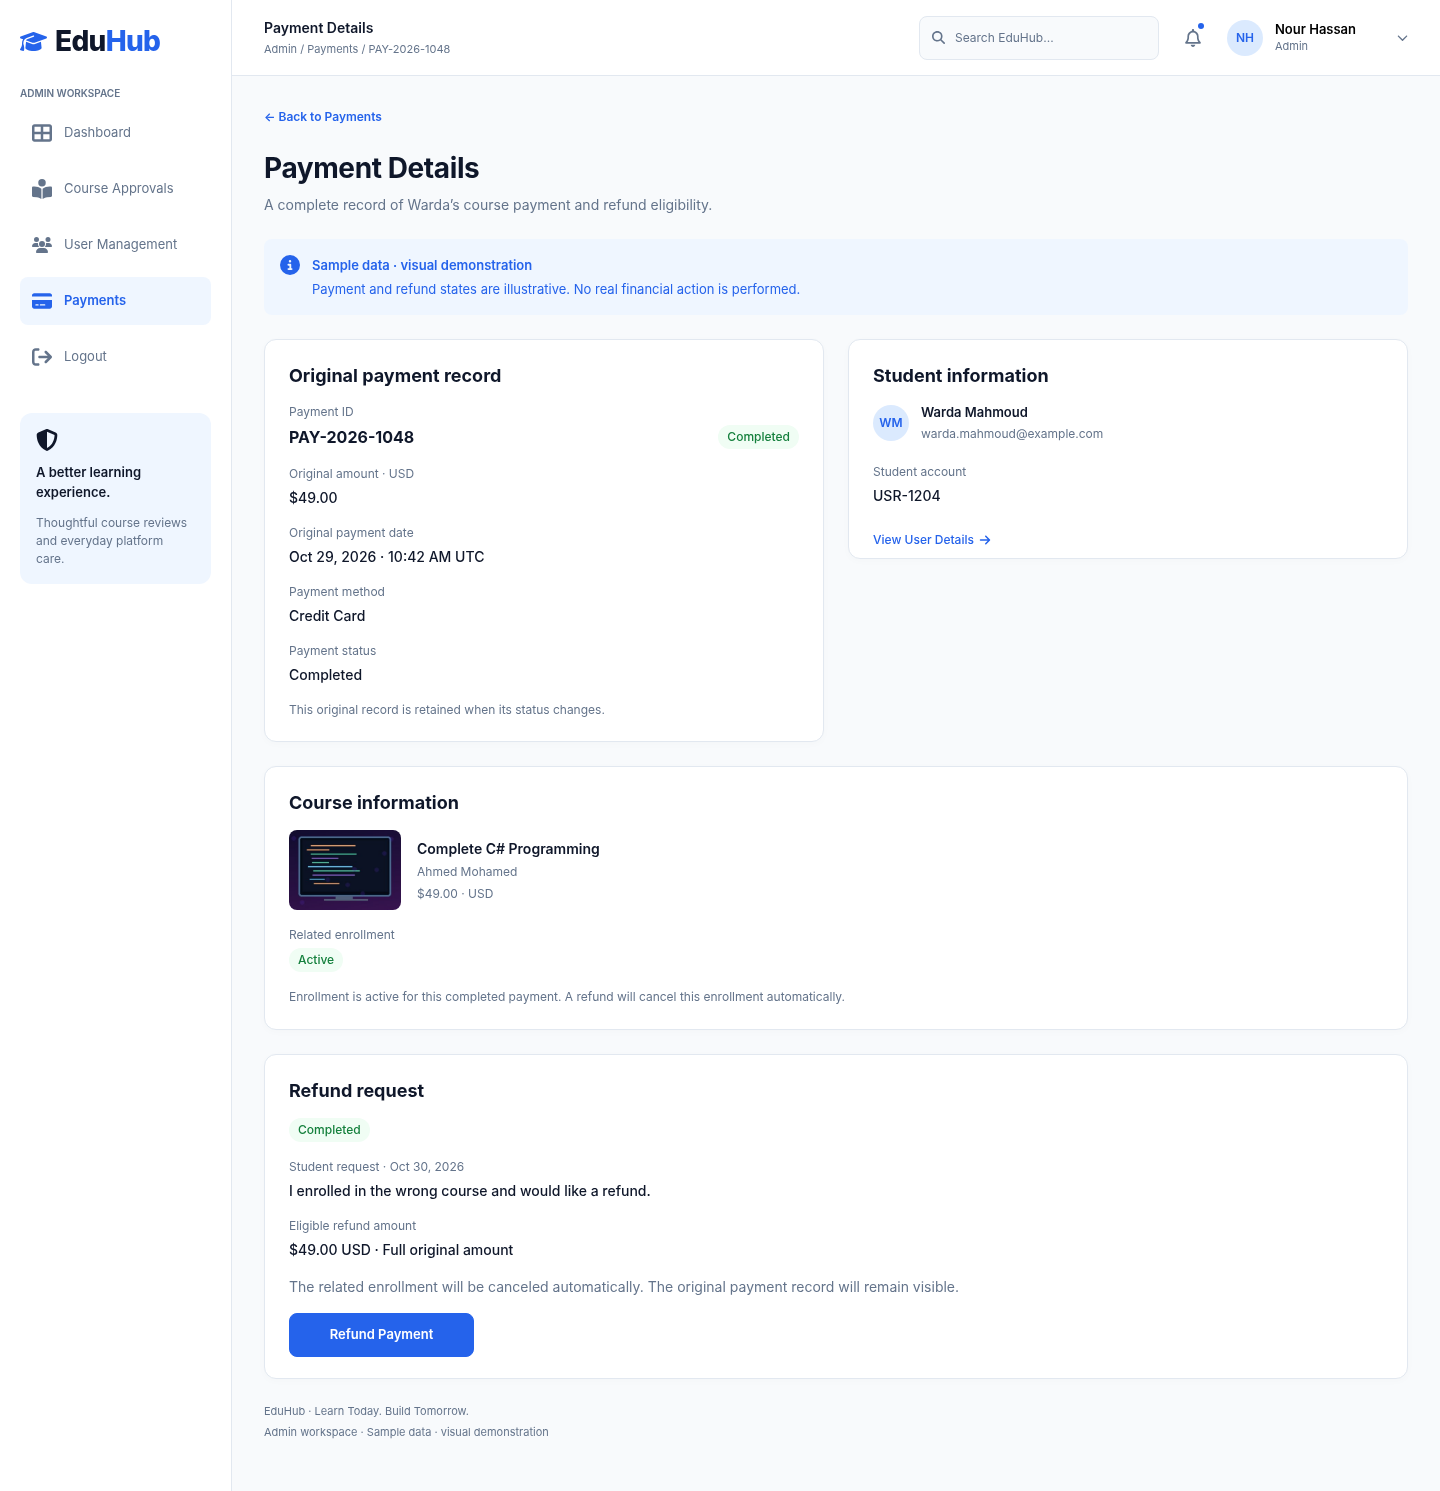 EduHub
ADMIN WORKSPACE
Dashboard
Course Approvals
User Management
Payments
Logout
A better learning
experience.
Thoughtful course reviews
and everyday platform
care.
Payment Details
Admin / Payments / PAY-2026-1048
Search EduHub...
NH
Nour Hassan
Admin
← Back to Payments
Payment Details
A complete record of Warda’s course payment and refund eligibility.
Sample data · visual demonstration
Payment and refund states are illustrative. No real financial action is performed.
Original payment record
Payment ID
PAY-2026-1048
Completed
Original amount · USD
$49.00
Original payment date
Oct 29, 2026 · 10:42 AM UTC
Payment method
Credit Card
Payment status
Completed
This original record is retained when its status changes.
Student information
WM
Warda Mahmoud
warda.mahmoud@example.com
Student account
USR-1204
View User Details →
Course information
Complete C# Programming
Ahmed Mohamed
$49.00 · USD
Related enrollment
Active
Enrollment is active for this completed payment. A refund will cancel this enrollment automatically.
Refund request
Completed
Student request · Oct 30, 2026
I enrolled in the wrong course and would like a refund.
Eligible refund amount
$49.00 USD · Full original amount
The related enrollment will be canceled automatically. The original payment record will remain visible.
Refund Payment
EduHub · Learn Today. Build Tomorrow.
Admin workspace · Sample data · visual demonstration